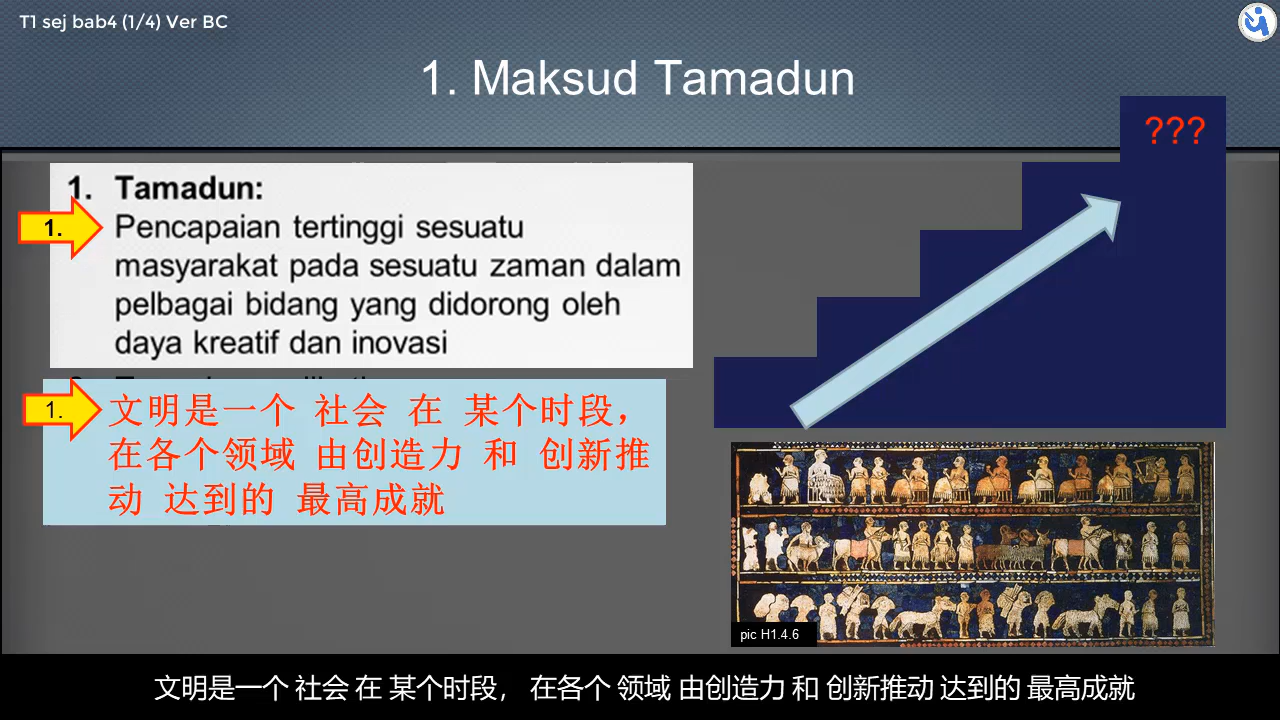 T1 sej bab4 (1/4) Ver BC
1. Maksud Tamadun
???
1. Tamadun:
1.
Pencapaian tertinggi sesuatu
masyarakat pada sesuatu zaman dalam
pelbagai bidang yang didorong oleh
daya kreatif dan inovasi
1.
文明是一个 社会 在 某个时段，
在各个领域 由创造力 和 创新推
动 达到的 最高成就
pic H1.4.6
文明是一个 社会 在 某个时段， 在各个 领域 由创造力 和 创新推动 达到的 最高成就